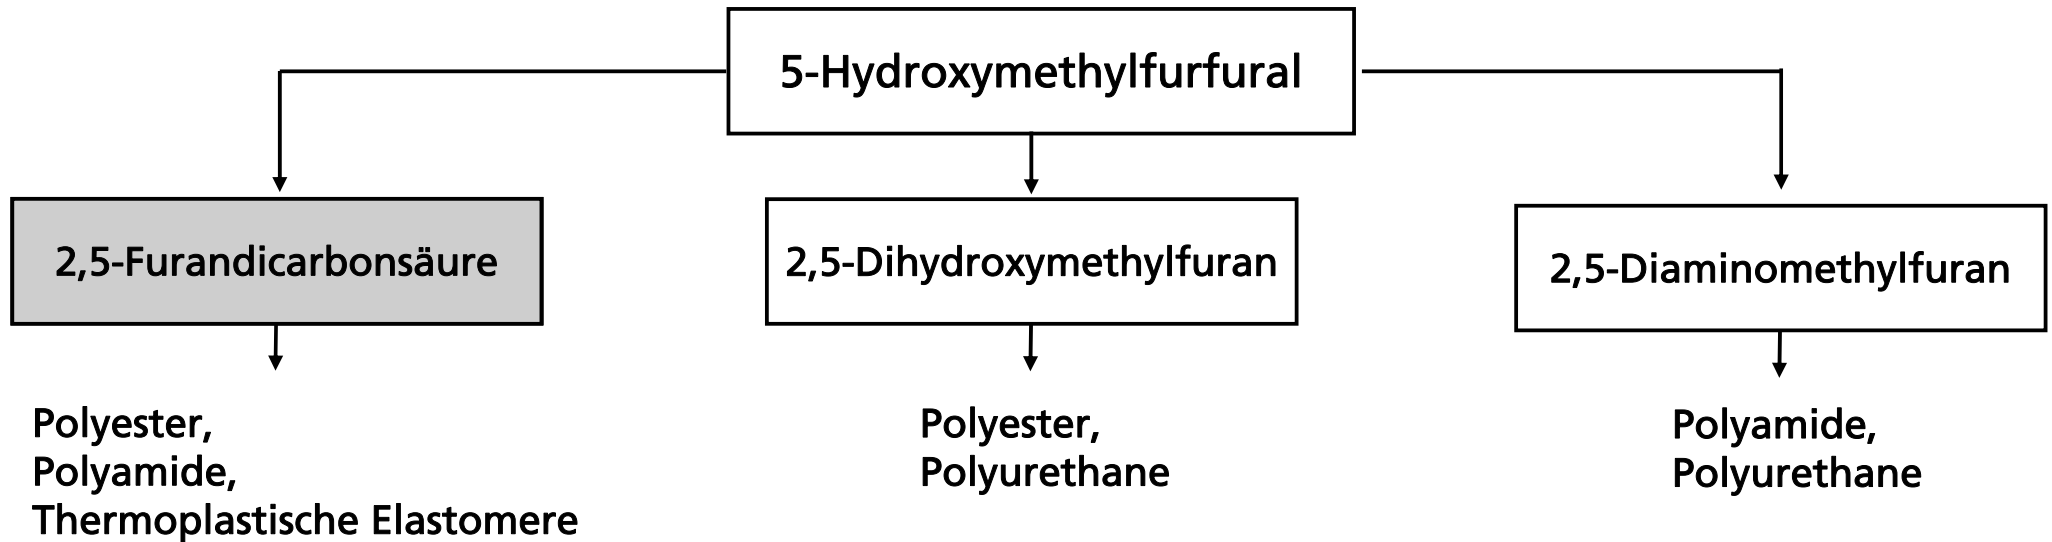 5-Hydroxymethylfurfural
2,5-Furandicarbonsäure
2,5-Dihydroxymethylfuran
2,5-Diaminomethylfuran
Polyester,
Polyamide,
Thermoplastische Elastomere
Polyester,
Polyurethane
Polyamide,
Polyurethane